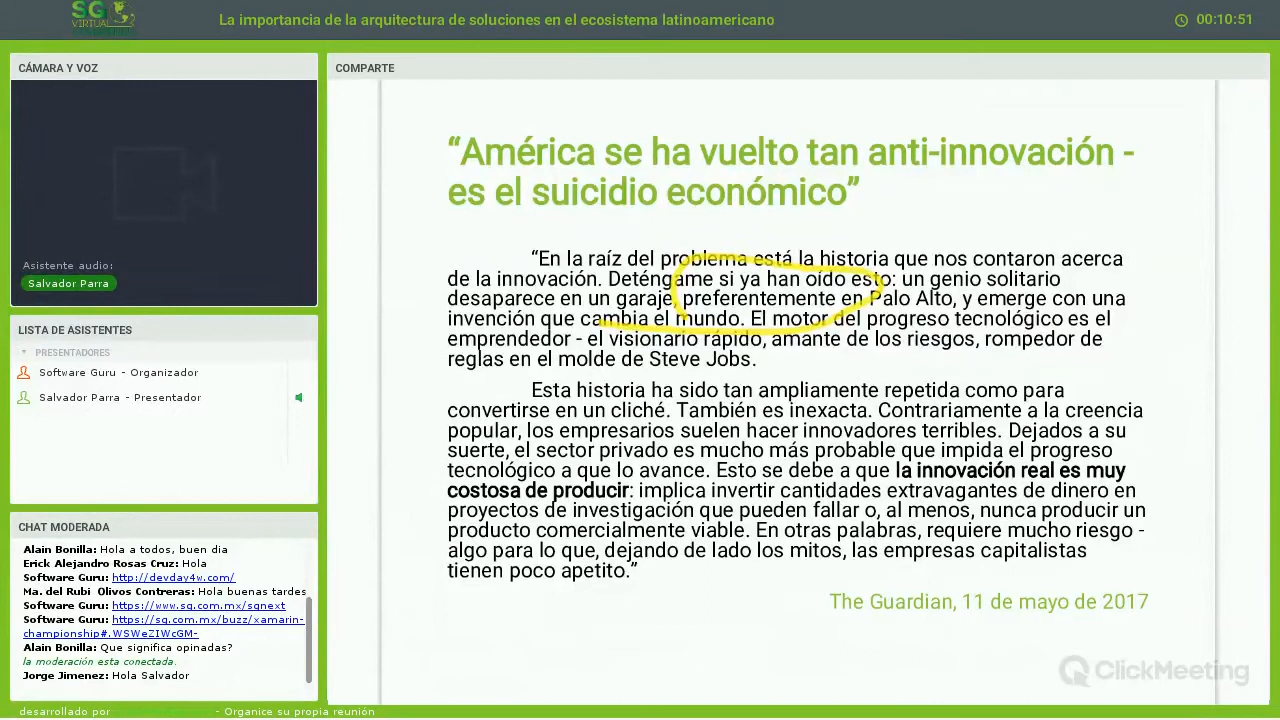 SG
VIRTUAL
La importancia de la arquitectura de soluciones en el ecosistema latinoamericano
00:10:51
CÁMARA Y VOZ
Asistente audio:
Salvador Parra
LISTA DE ASISTENTES
PRESENTADORES
Software Guru - Organizador
Salvador Parra - Presentador
CHAT MODERADA
Alain Bonilla: Hola a todos, buen dia
Erick Alejandro Rosas Cruz: Hola
Software Guru: http://devday4w.com/
Ma. del Rubi Olivos Contreras: Hola buenas tardes
Software Guru: https://www.sg.com.mx/sgnext
Software Guru: https://sg.com.mx/buzz/xamarin-
championship#.WSWeZIWcGM-
Alain Bonilla: Que significa opinadas?
la moderación esta conectada.
Jorge Jimenez: Hola Salvador
desarrollado por - Organice su propia reunión
COMPARTE
“América se ha vuelto tan anti-innovación -
es el suicidio económico”
“En la raíz del problema está la historia que nos contaron acerca
de la innovación. Deténgame si ya han oído esto: un genio solitario
desaparece en un garaje, preferentemente en Palo Alto, y emerge con una
invención que cambia el mundo. El motor del progreso tecnológico es el
emprendedor - el visionario rápido, amante de los riesgos, rompedor de
reglas en el molde de Steve Jobs.
Esta historia ha sido tan ampliamente repetida como para
convertirse en un cliché. También es inexacta. Contrariamente a la creencia
popular, los empresarios suelen hacer innovadores terribles. Dejados a su
suerte, el sector privado es mucho más probable que impida el progreso
tecnológico a que lo avance. Esto se debe a que la innovación real es muy
costosa de producir: implica invertir cantidades extravagantes de dinero en
proyectos de investigación que pueden fallar o, al menos, nunca producir un
producto comercialmente viable. En otras palabras, requiere mucho riesgo -
algo para lo que, dejando de lado los mitos, las empresas capitalistas
tienen poco apetito.”
The Guardian, 11 de mayo de 2017
ClickMeeting